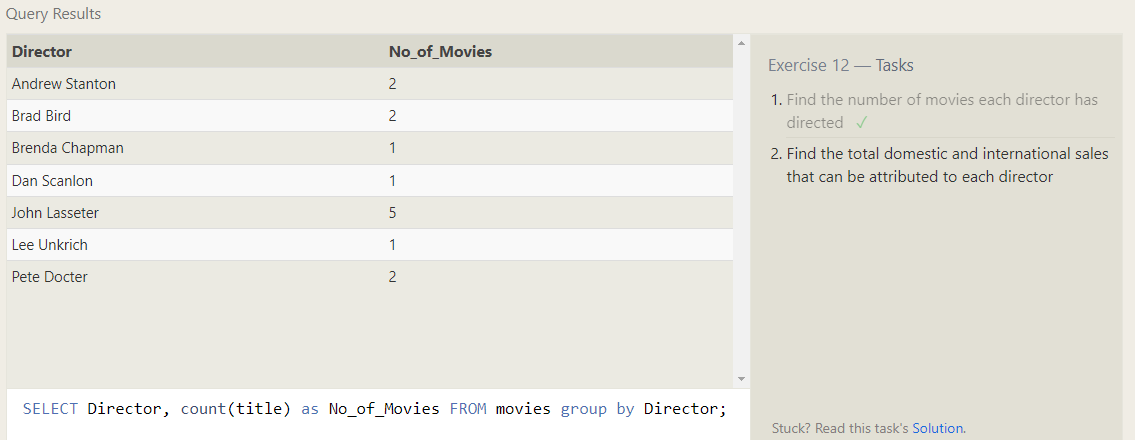 Query Results
Director No_of_Movies
Andrew Stanton 2
Brad Bird 2
Brenda Chapman 1
Dan Scanlon 1
John Lasseter 5
Lee Unkrich 1
Pete Docter 2
SELECT Director, count(title) as No_of_Movies FROM movies group by Director;
Exercise 12 — Tasks
1. Find the number of movies each director has
directed ✓
2. Find the total domestic and international sales
that can be attributed to each director
Stuck? Read this task's Solution.